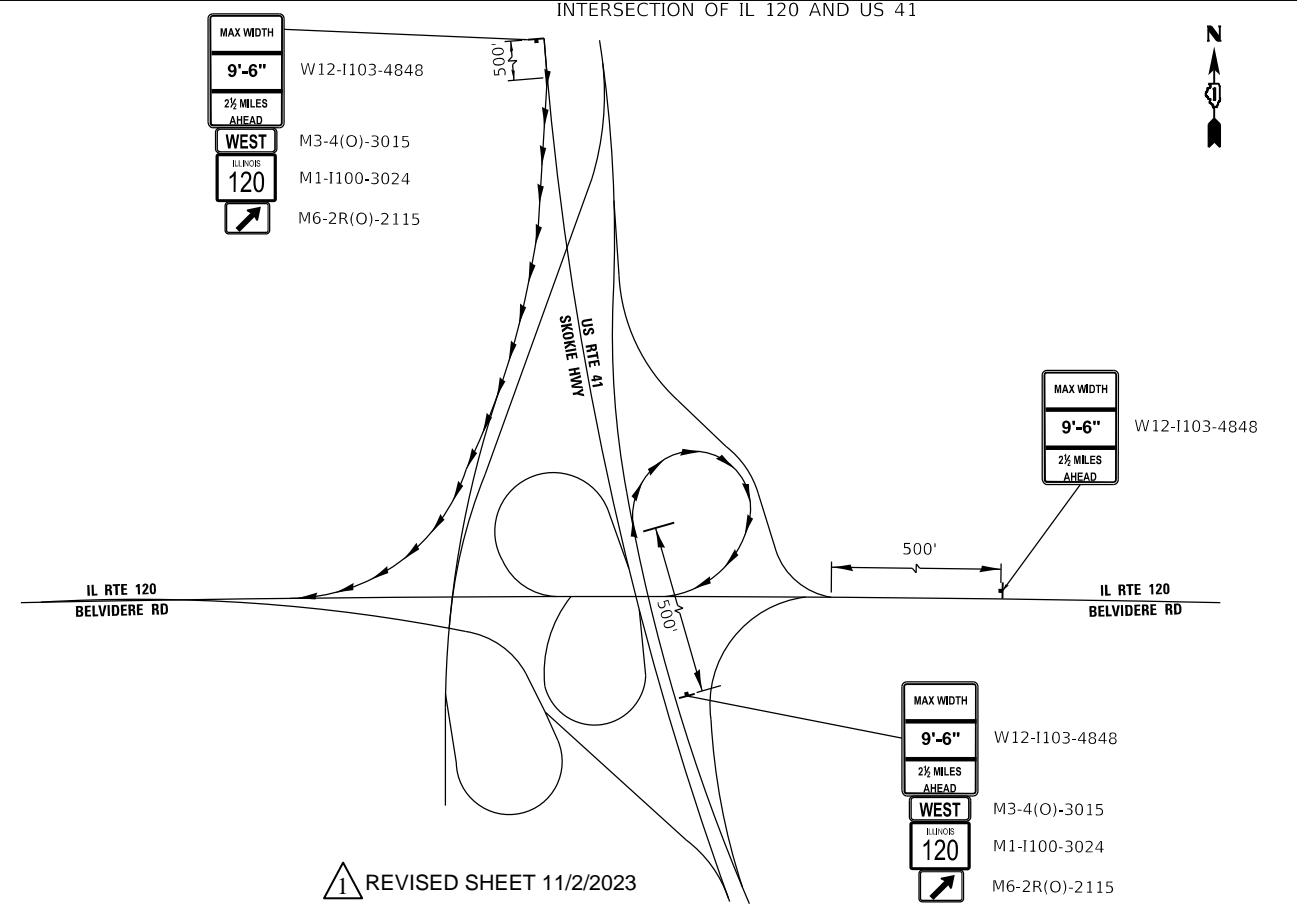 INTERSECTION OF IL 120 AND US 41
MAX WIDTH
9'-6"
2½ MILES
AHEAD
W12-I103-4848
WEST
M3-4(O)-3015
ILLINOIS
120
M1-I100-3024
M6-2R(O)-2115
500'
N
US RTE 41
SKOKIE HWY
MAX WIDTH
9'-6"
2½ MILES
AHEAD
W12-I103-4848
500'
IL RTE 120
BELVIDERE RD
IL RTE 120
BELVIDERE RD
500'
MAX WIDTH
9'-6"
2½ MILES
AHEAD
W12-I103-4848
WEST
M3-4(O)-3015
ILLINOIS
120
M1-I100-3024
M6-2R(O)-2115
1 REVISED SHEET 11/2/2023